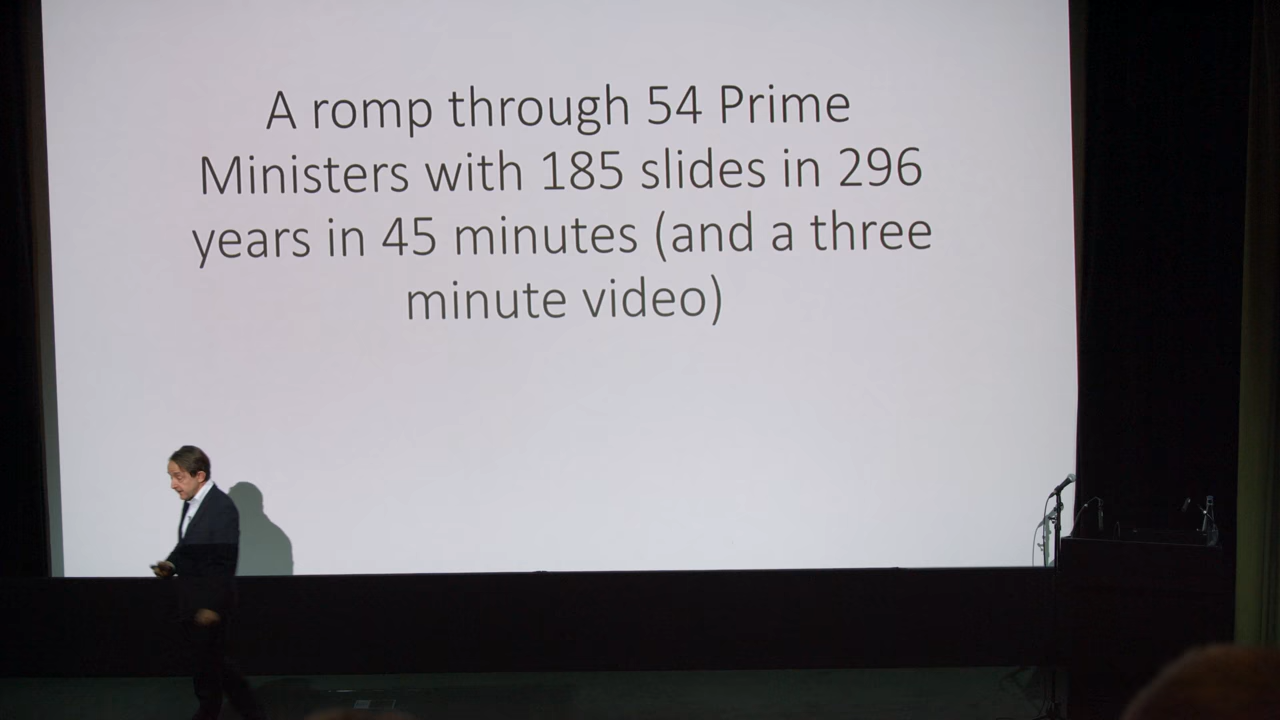 A romp through 54 Prime
Ministers with 185 slides in 296
years in 45 minutes (and a three
minute video)